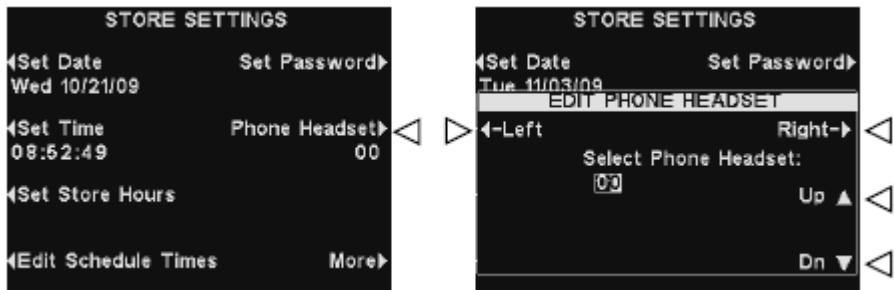 STORE SETTINGS
◂Set Date Set Password▸
Wed 10/21/09
◂Set Time Phone Headset▸
08:52:49 00
◂Set Store Hours
◂Edit Schedule Times More▸
STORE SETTINGS
◂Set Date Set Password▸
Tue 11/03/09
EDIT PHONE HEADSET
◂-Left Right-▸
Select Phone Headset:
00
Up ▲
Dn ▼